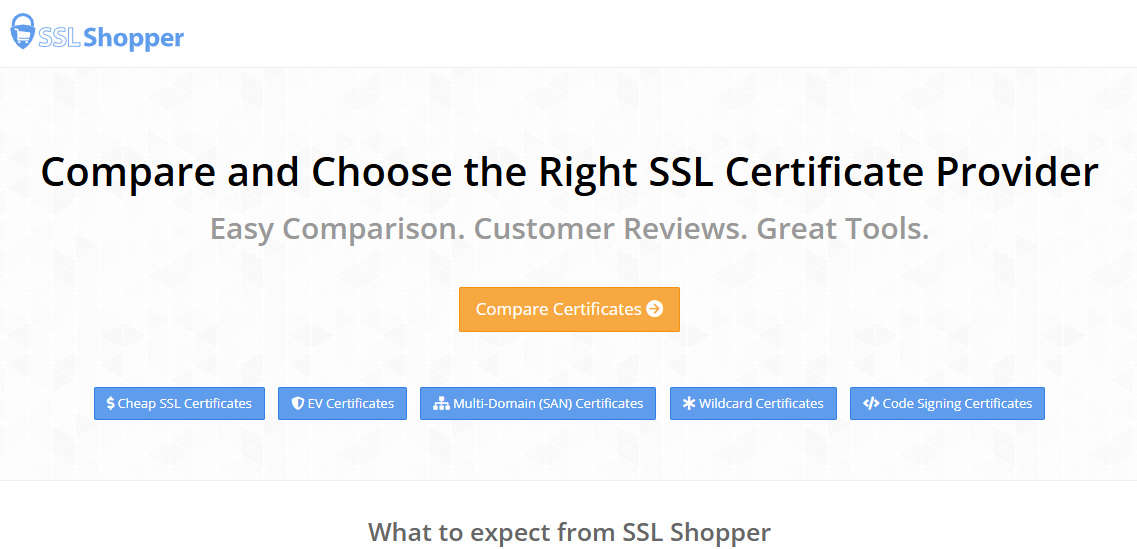 SSL Shopper
Compare and Choose the Right SSL Certificate Provider
Easy Comparison. Customer Reviews. Great Tools.
Compare Certificates
$ Cheap SSL Certificates
EV Certificates
Multi-Domain (SAN) Certificates
Wildcard Certificates
Code Signing Certificates
What to expect from SSL Shopper